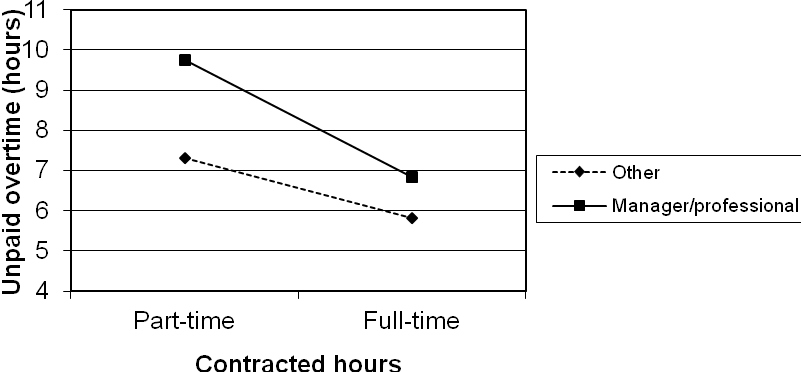 Unpaid overtime (hours)
11
10
9
8
7
6
5
4
Part-time
Full-time
Contracted hours
Other
Manager/professional